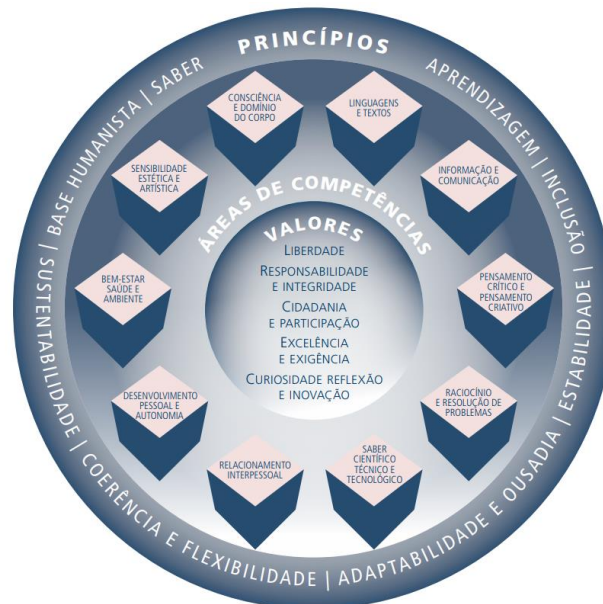 PRINCÍPIOS
BASE HUMANISTA | SABER
APRENDIZAGEM | INCLUSÃO |
ESTABILIDADE |
ADAPTABILIDADE E OUSADIA
COERÊNCIA E FLEXIBILIDADE |
SUSTENTABILIDADE |
ÁREAS DE COMPETÊNCIAS
LINGUAGENS
E TEXTOS
INFORMAÇÃO E
COMUNICAÇÃO
PENSAMENTO
CRÍTICO E
PENSAMENTO
CRIATIVO
RACIOCÍNIO
E RESOLUÇÃO DE
PROBLEMAS
SABER
CIENTÍFICO
TÉCNICO E
TECNOLÓGICO
RELACIONAMENTO
INTERPESSOAL
DESENVOLVIMENTO
PESSOAL E
AUTONOMIA
BEM-ESTAR
SAÚDE E
AMBIENTE
SENSIBILIDADE
ESTÉTICA E
ARTÍSTICA
CONSCIÊNCIA
E DOMÍNIO
DO CORPO
VALORES
LIBERDADE
RESPONSABILIDADE
E INTEGRIDADE
CIDADANIA
E PARTICIPAÇÃO
EXCELÊNCIA
E EXIGÊNCIA
CURIOSIDADE REFLEXÃO
E INOVAÇÃO